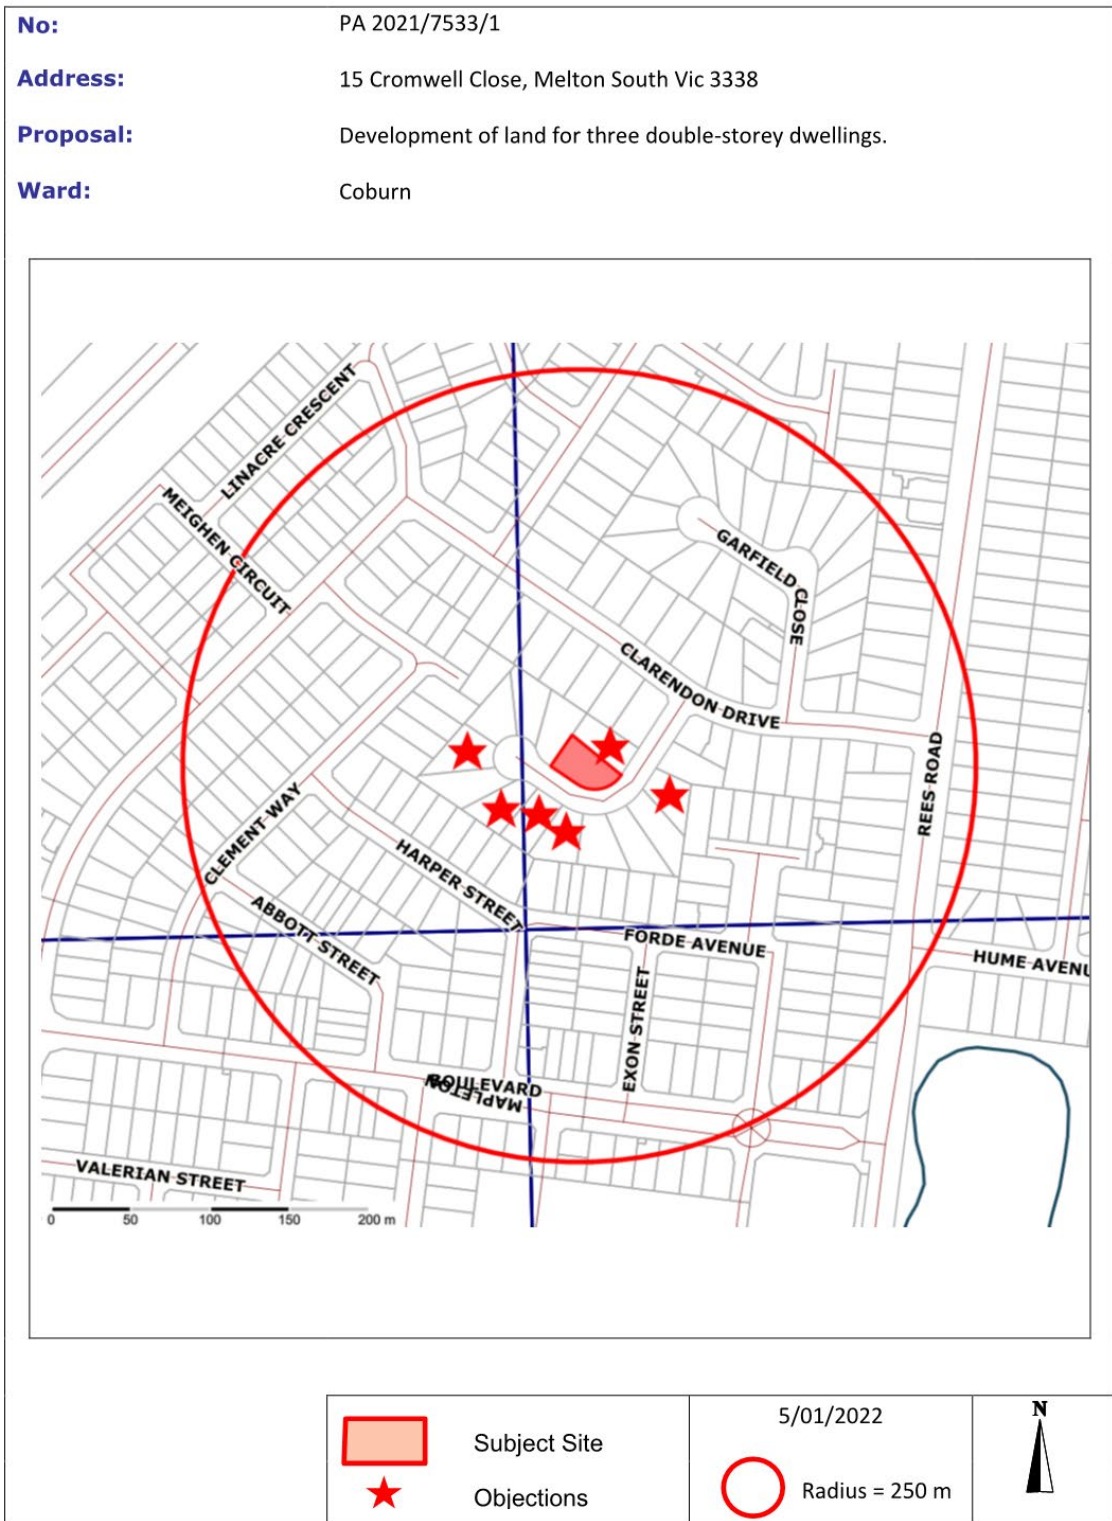 No: PA 2021/7533/1
Address: 15 Cromwell Close, Melton South Vic 3338
Proposal: Development of land for three double-storey dwellings.
Ward: Coburn
LINACRE CRESCENT
MEIGHEN CIRCUIT
GARFIELD CLOSE
CLARENDON DRIVE
REES ROAD
CLEMENT WAY
HARPER STREET
ABBOTT STREET
FORDE AVENUE
HUME AVENU
EXON STREET
BOULEVARD
MAPLETON
VALERIAN STREET
0 50 100 150 200 m
5/01/2022
N
Subject Site
Objections
Radius = 250 m